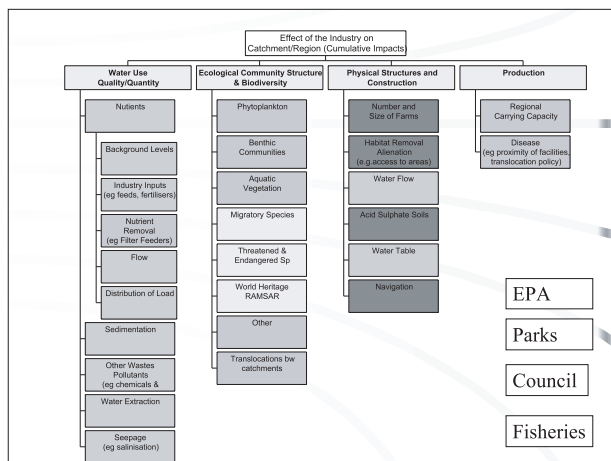 Effect of the Industry on
Catchment/Region (Cumulative Impacts)
Water Use
Quality/Quantity
Nutients
Background Levels
Industry Inputs
(eg feeds, fertilisers)
Nutrient
Removal
(eg Filter Feeders)
Flow
Distribution of Load
Sedimentation
Other Wastes
Pollutants
(eg chemicals &
Water Extraction
Seepage
(eg salinisation)
Ecological Community Structure
& Biodiversity
Phytoplankton
Benthic
Communities
Aquatic
Vegetation
Migratory Species
Threatened &
Endangered Sp
World Heritage
RAMSAR
Other
Translocations bw
catchments
Physical Structures and
Construction
Number and
Size of Farms
Habitat Removal
Alienation
(e.g.access to areas)
Water Flow
Acid Sulphate Soils
Water Table
Navigation
Production
Regional
Carrying Capacity
Disease
(eg proximity of facilities,
translocation policy)
EPA
Parks
Council
Fisheries